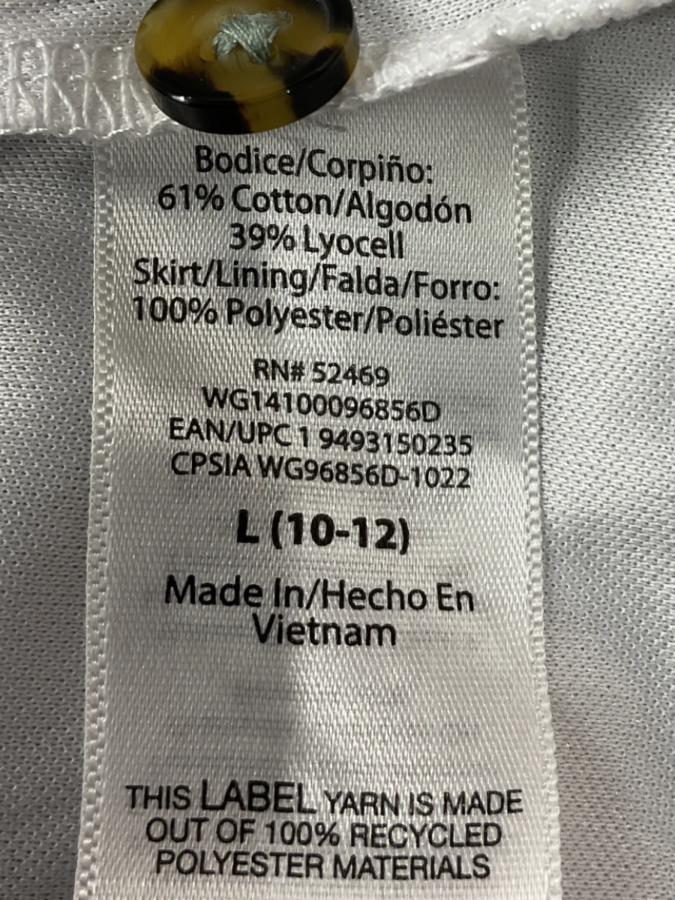 Bodice/Corpiño:
61% Cotton/Algodón
39% Lyocell
Skirt/Lining/Falda/Forro:
100% Polyester/Poliéster
RN# 52469
WG14100096856D
EAN/UPC 1 9493150235
CPSIA WG96856D-1022
L (10-12)
Made In/Hecho En
Vietnam
THIS LABEL YARN IS MADE
OUT OF 100% RECYCLED
POLYESTER MATERIALS